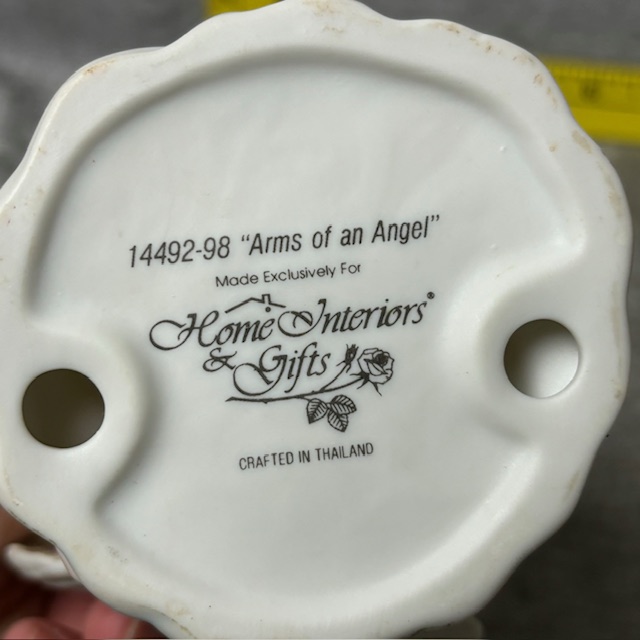 14492-98 “Arms of an Angel”
Made Exclusively For
Home Interiors®
& Gifts
CRAFTED IN THAILAND